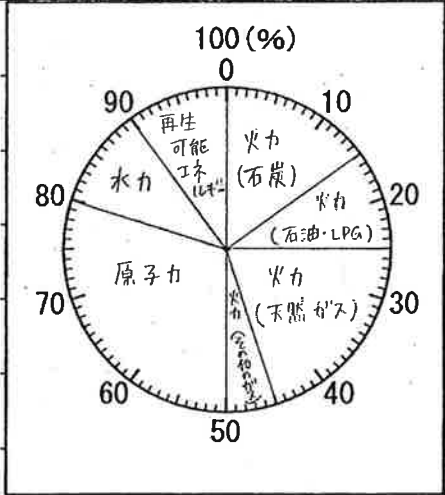 100(%)
0
10
20
30
40
50
60
70
80
90
火力
(石炭)
火力
(石油・LPG)
火力
(天然ガス)
火力
(その他のガス)
原子力
水力
再生
可能
エネ
ルギー